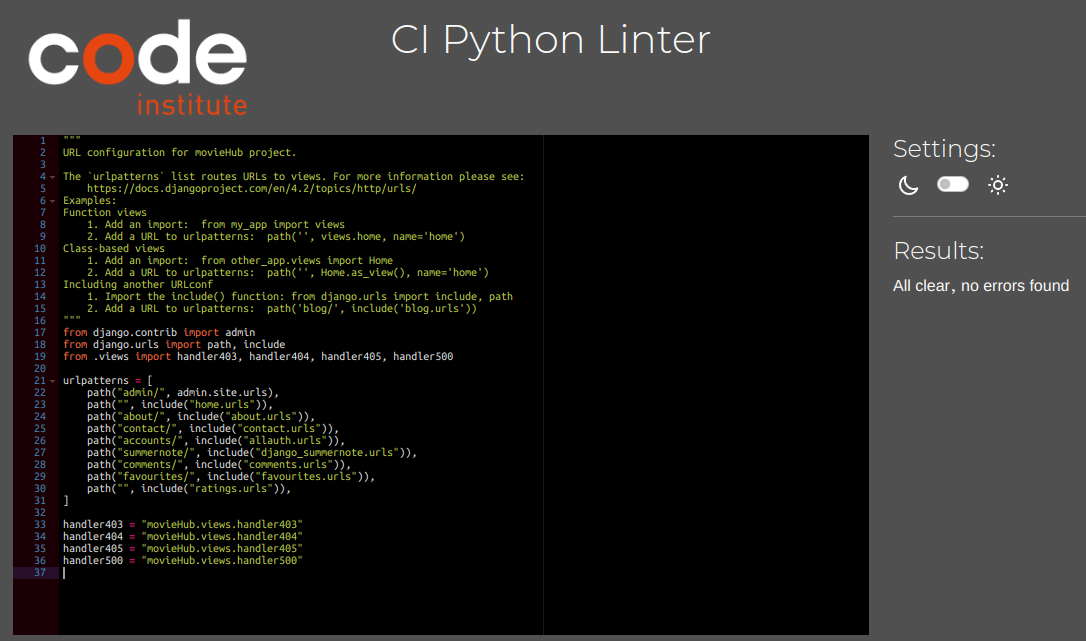 code
institute
CI Python Linter
1 """
2 URL configuration for movieHub project.
3
4 The `urlpatterns` list routes URLs to views. For more information please see:
5     https://docs.djangoproject.com/en/4.2/topics/http/urls/
6 Examples:
7 Function views
8     1. Add an import:  from my_app import views
9     2. Add a URL to urlpatterns:  path('', views.home, name='home')
10 Class-based views
11     1. Add an import:  from other_app.views import Home
12     2. Add a URL to urlpatterns:  path('', Home.as_view(), name='home')
13 Including another URLconf
14     1. Import the include() function: from django.urls import include, path
15     2. Add a URL to urlpatterns:  path('blog/', include('blog.urls'))
16 """
17 from django.contrib import admin
18 from django.urls import path, include
19 from .views import handler403, handler404, handler405, handler500
20
21 urlpatterns = [
22     path("admin/", admin.site.urls),
23     path("", include("home.urls")),
24     path("about/", include("about.urls")),
25     path("contact/", include("contact.urls")),
26     path("accounts/", include("allauth.urls")),
27     path("summernote/", include("django_summernote.urls")),
28     path("comments/", include("comments.urls")),
29     path("favourites/", include("favourites.urls")),
30     path("", include("ratings.urls")),
31 ]
32
33 handler403 = "movieHub.views.handler403"
34 handler404 = "movieHub.views.handler404"
35 handler405 = "movieHub.views.handler405"
36 handler500 = "movieHub.views.handler500"
37
Settings:
Results:
All clear, no errors found